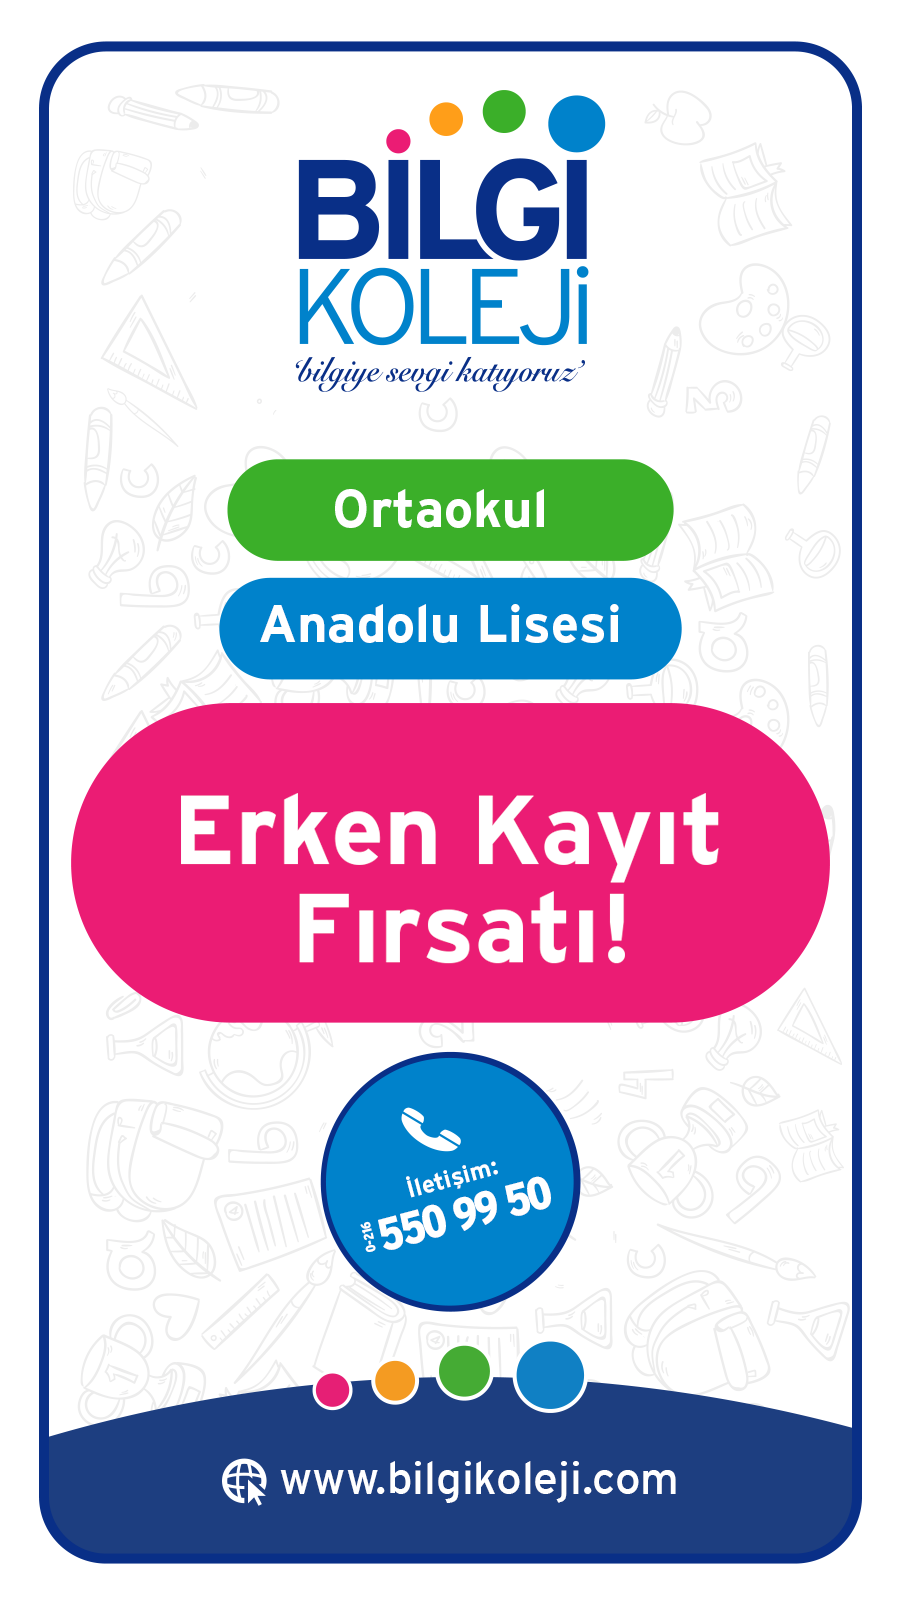 BİLGİ
KOLEJİ
'bilgiye sevgi katıyoruz'
Ortaokul
Anadolu Lisesi
Erken Kayıt
Fırsatı!
İletişim:
0-216 550 99 50
www.bilgikoleji.com